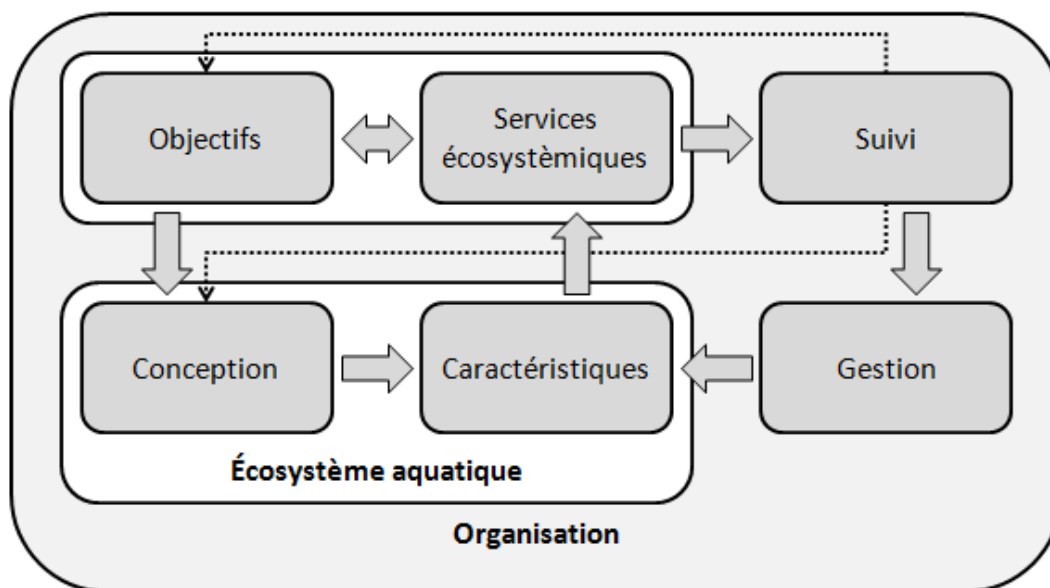 Objectifs
Services
écosystèmiques
Suivi
Conception
Caractéristiques
Gestion
Écosystème aquatique
Organisation